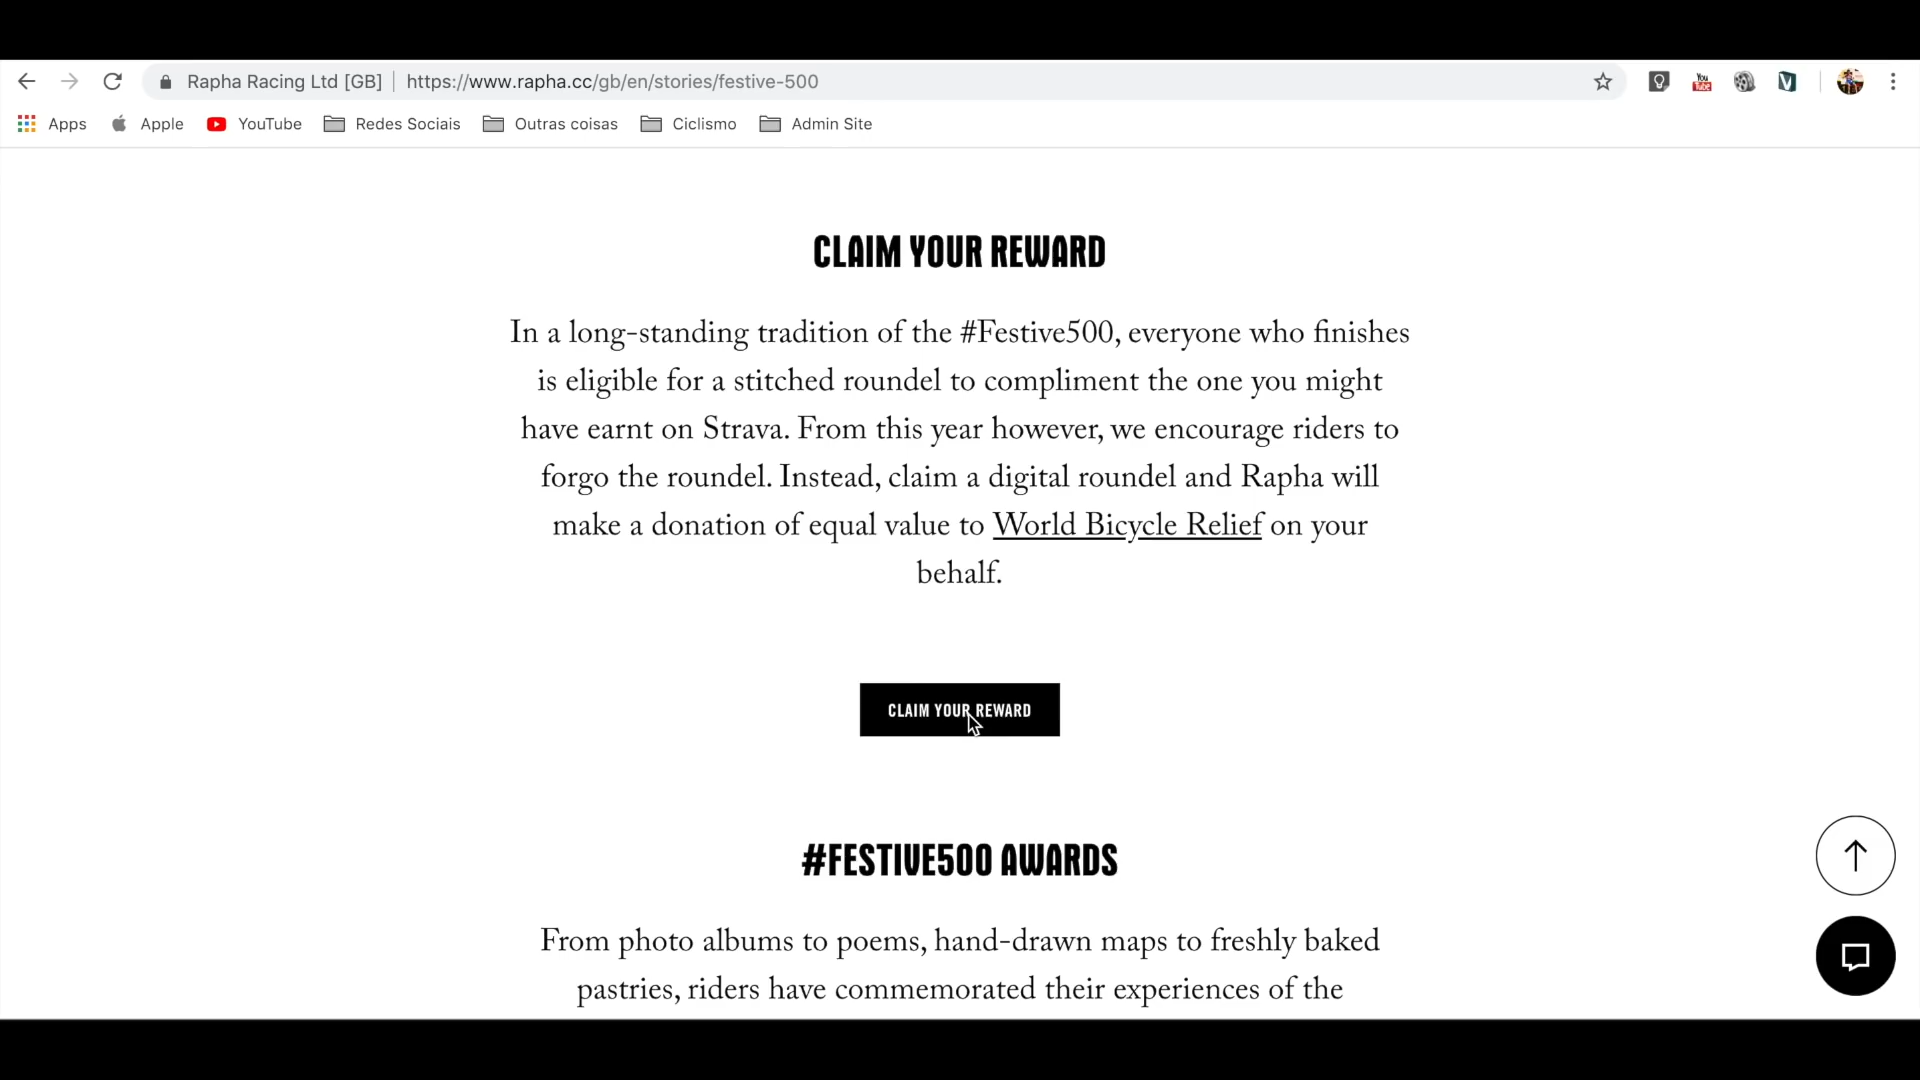 Rapha Racing Ltd [GB] https://www.rapha.cc/gb/en/stories/festive-500
You Tube
Apps Apple YouTube Redes Sociais Outras coisas Ciclismo Admin Site
CLAIM YOUR REWARD
In a long-standing tradition of the #Festive500, everyone who finishes
is eligible for a stitched roundel to compliment the one you might
have earnt on Strava. From this year however, we encourage riders to
forgo the roundel. Instead, claim a digital roundel and Rapha will
make a donation of equal value to World Bicycle Relief on your
behalf.
CLAIM YOUR REWARD
#FESTIVE500 AWARDS
From photo albums to poems, hand-drawn maps to freshly baked
pastries, riders have commemorated their experiences of the